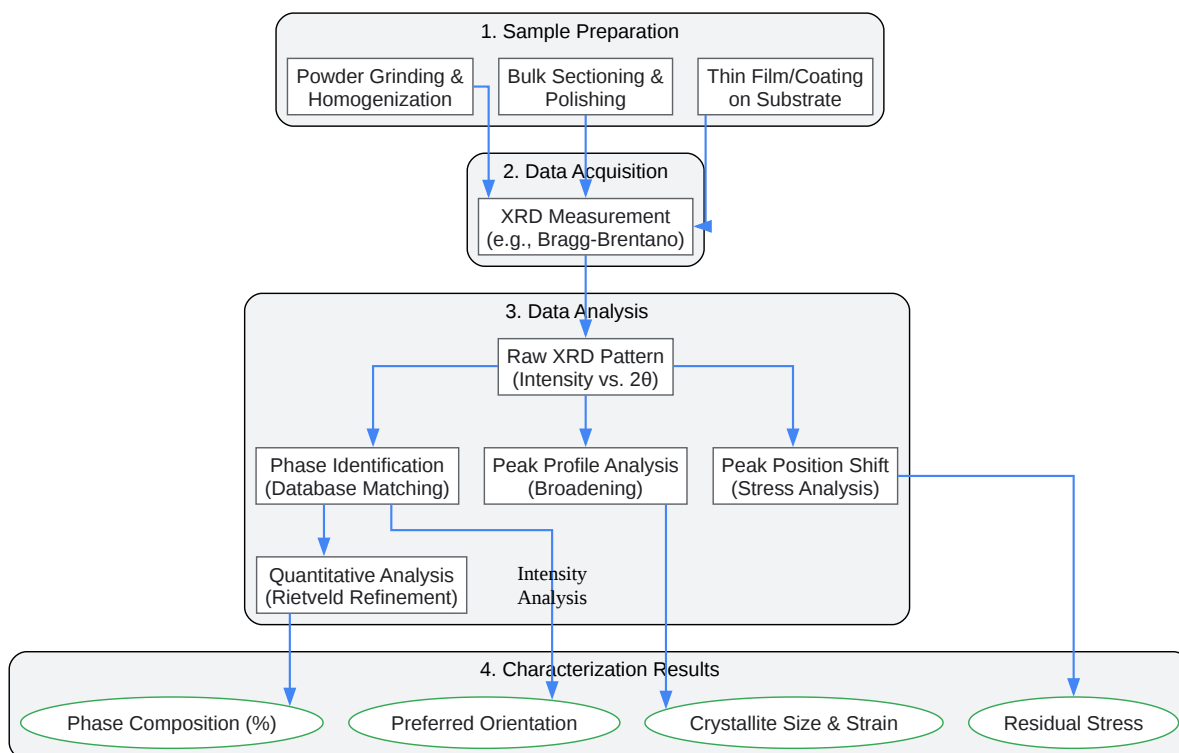 1. Sample Preparation
Powder Grinding &
Homogenization
Bulk Sectioning &
Polishing
Thin Film/Coating
on Substrate
2. Data Acquisition
XRD Measurement
(e.g., Bragg-Brentano)
3. Data Analysis
Raw XRD Pattern
(Intensity vs. 2θ)
Phase Identification
(Database Matching)
Peak Profile Analysis
(Broadening)
Peak Position Shift
(Stress Analysis)
Quantitative Analysis
(Rietveld Refinement)
Intensity
Analysis
4. Characterization Results
Phase Composition (%)
Preferred Orientation
Crystallite Size & Strain
Residual Stress